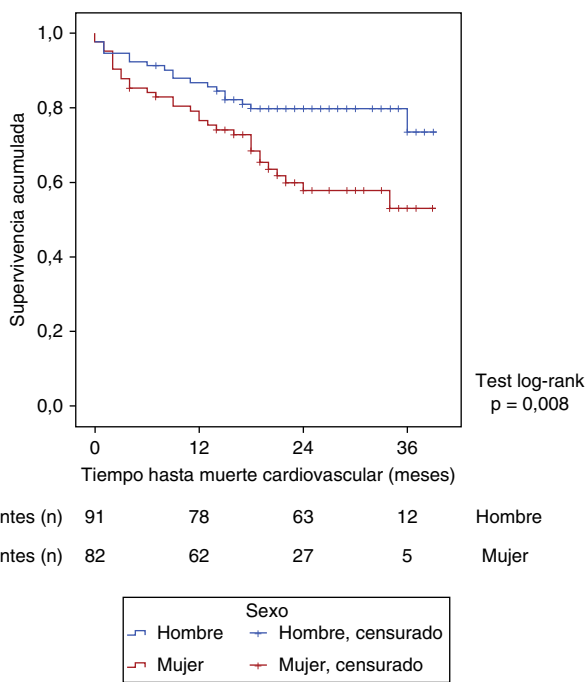 1,0
0,8
0,6
0,4
0,2
0,0
Supervivencia acumulada
Test log-rank
p = 0,008
0 12 24 36
Tiempo hasta muerte cardiovascular (meses)
ntes (n) 91 78 63 12 Hombre
ntes (n) 82 62 27 5 Mujer
Sexo
Hombre Hombre, censurado
Mujer Mujer, censurado